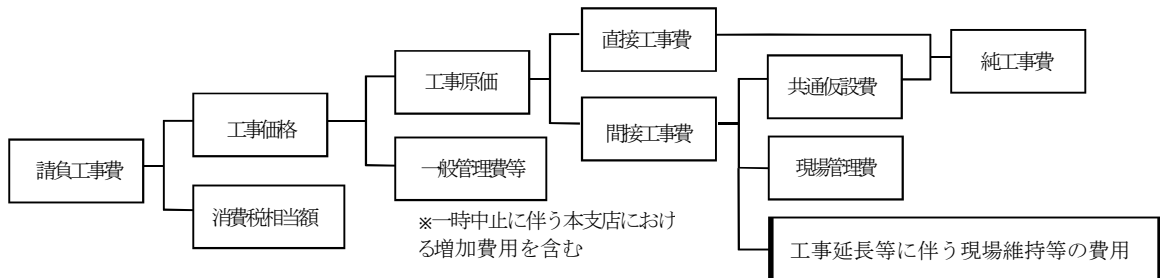 直接工事費
純工事費
工事原価
共通仮設費
工事価格
間接工事費
請負工事費
一般管理費等
現場管理費
消費税相当額
※一時中止に伴う本支店におけ
る増加費用を含む
工事延長等に伴う現場維持等の費用